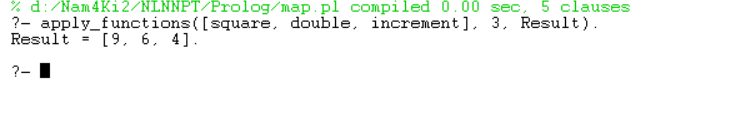 % d:/Nam4Ki2/NLNNPT/Prolog/map.pl compiled 0.00 sec, 5 clauses
?- apply_functions([square, double, increment], 3, Result).
Result = [9, 6, 4].
?-